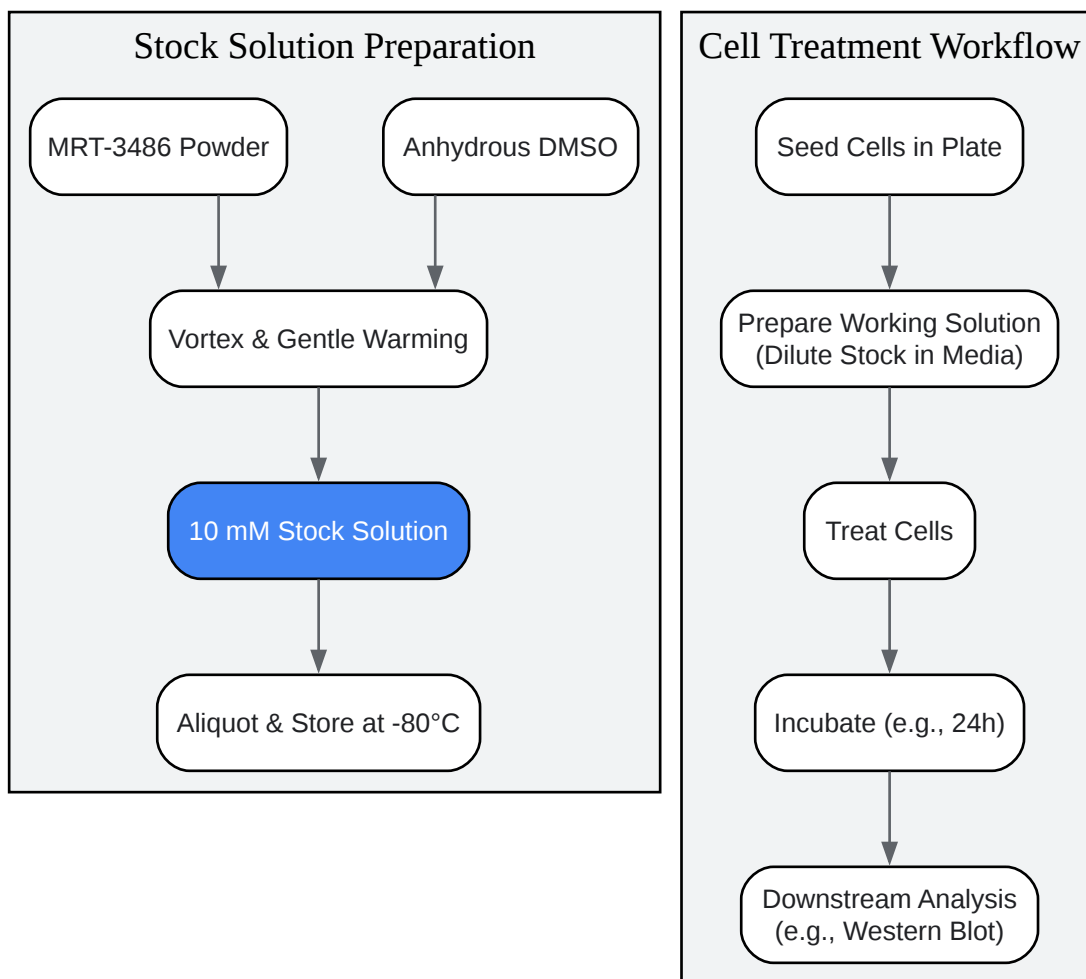 Stock Solution Preparation
MRT-3486 Powder
Anhydrous DMSO
Vortex & Gentle Warming
10 mM Stock Solution
Aliquot & Store at -80°C
Cell Treatment Workflow
Seed Cells in Plate
Prepare Working Solution
(Dilute Stock in Media)
Treat Cells
Incubate (e.g., 24h)
Downstream Analysis
(e.g., Western Blot)